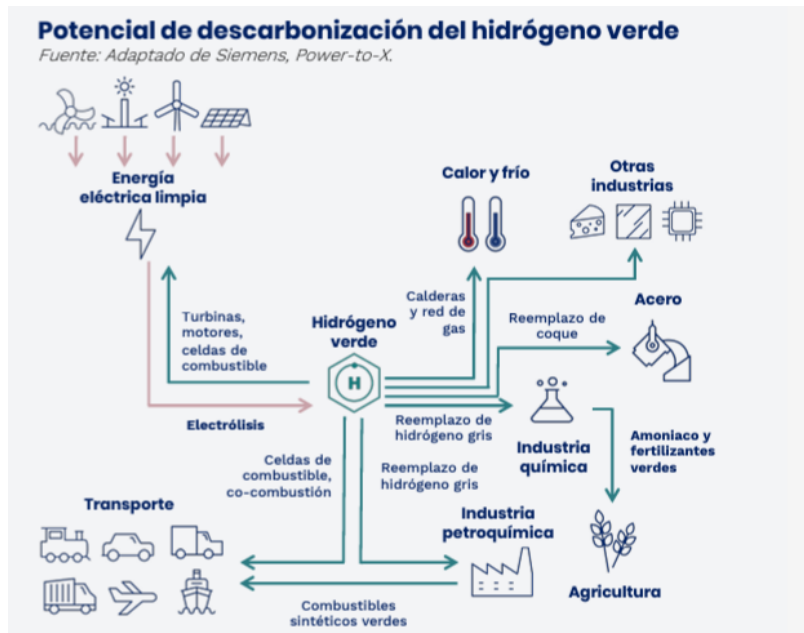 Potencial de descarbonización del hidrógeno verde
Fuente: Adaptado de Siemens, Power-to-X.
Energía
eléctrica limpia
Calor y frío
Otras
industrias
Turbinas,
motores,
celdas de
combustible
Hidrógeno
verde
H
Calderas
y red de
gas
Reemplazo de
coque
Acero
Electrólisis
Reemplazo de
hidrógeno gris
Industria
química
Amoniaco y
fertilizantes
verdes
Celdas de
combustible,
co-combustión
Reemplazo de
hidrógeno gris
Transporte
Industria
petroquímica
Agricultura
Combustibles
sintéticos verdes